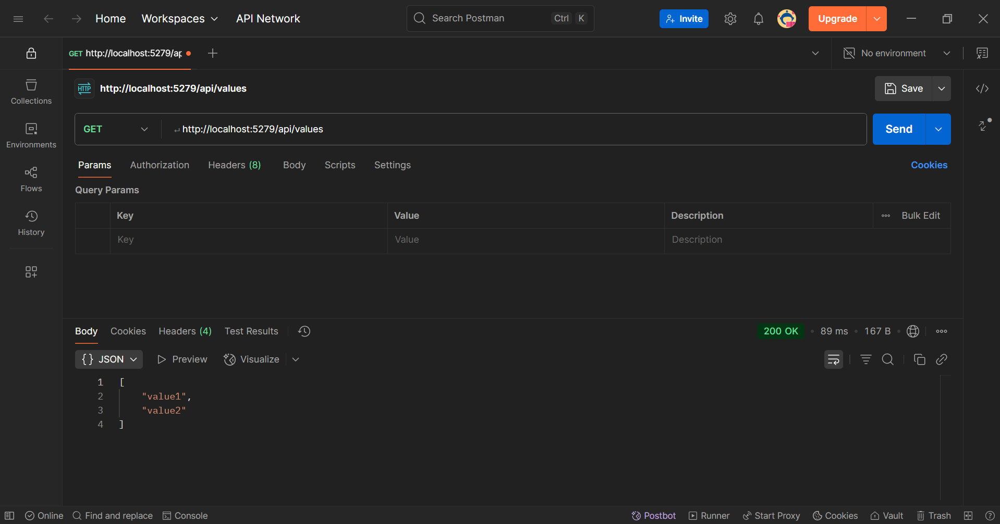 Home Workspaces API Network Search Postman Ctrl K Invite Upgrade
GET http://localhost:5279/ap No environment
HTTP http://localhost:5279/api/values Save
Collections
GET http://localhost:5279/api/values Send
Environments
Params Authorization Headers (8) Body Scripts Settings Cookies
Flows
Query Params
Key Value Description Bulk Edit
History
Key Value Description
Body Cookies Headers (4) Test Results 200 OK • 89 ms • 167 B •
{} JSON Preview Visualize
1 [
2 "value1",
3 "value2"
4 ]
Online Find and replace Console Postbot Runner Start Proxy Cookies Vault Trash